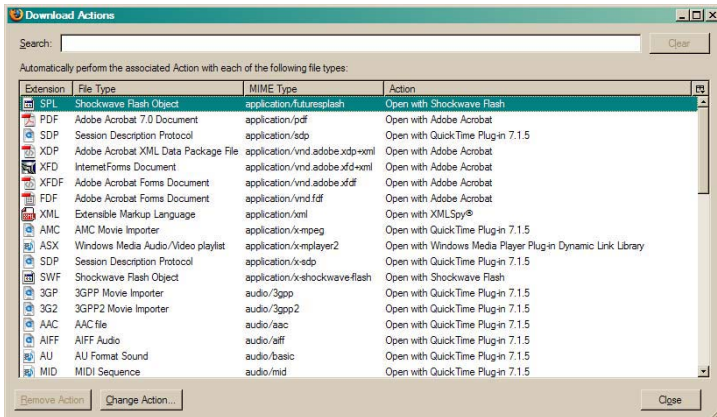 Download Actions
Search: Clear
Automatically perfom the associated Action with each of the following file types:
Extension File Type MIME Type Action
SPL Shockwave Flash Object application/futuresplash Open with Shockwave Flash
PDF Adobe Acrobat 7.0 Document application/pdf Open with Adobe Acrobat
SDP Session Description Protocol application/sdp Open with QuickTime Plug-in 7.1.5
XDP Adobe Acrobat XML Data Package File application/vnd.adobe.xdp+xml Open with Adobe Acrobat
XFD InternetForms Document application/vnd.adobe.xfd+xml Open with Adobe Acrobat
XFDF Adobe Acrobat Forms Document application/vnd.adobe.xfdf Open with Adobe Acrobat
FDF Adobe Acrobat Forms Document application/vnd.fdf Open with Adobe Acrobat
XML Extensible Markup Language application/xml Open with XMLSpy®
AMC AMC Movie Importer application/x-mpeg Open with QuickTime Plug-in 7.1.5
ASX Windows Media Audio/Video playlist application/x-mplayer2 Open with Windows Media Player Plug-in Dynamic Link Library
SDP Session Description Protocol application/x-sdp Open with QuickTime Plug-in 7.1.5
SWF Shockwave Flash Object application/x-shockwave-flash Open with Shockwave Flash
3GP 3GPP Movie Importer audio/3gpp Open with QuickTime Plug-in 7.1.5
3G2 3GPP2 Movie Importer audio/3gpp2 Open with QuickTime Plug-in 7.1.5
AAC AAC file audio/aac Open with QuickTime Plug-in 7.1.5
AIFF AIFF Audio audio/aiff Open with QuickTime Plug-in 7.1.5
AU AU Format Sound audio/basic Open with QuickTime Plug-in 7.1.5
MID MIDI Sequence audio/mid Open with QuickTime Plug-in 7.1.5
Remove Action Change Action... Close